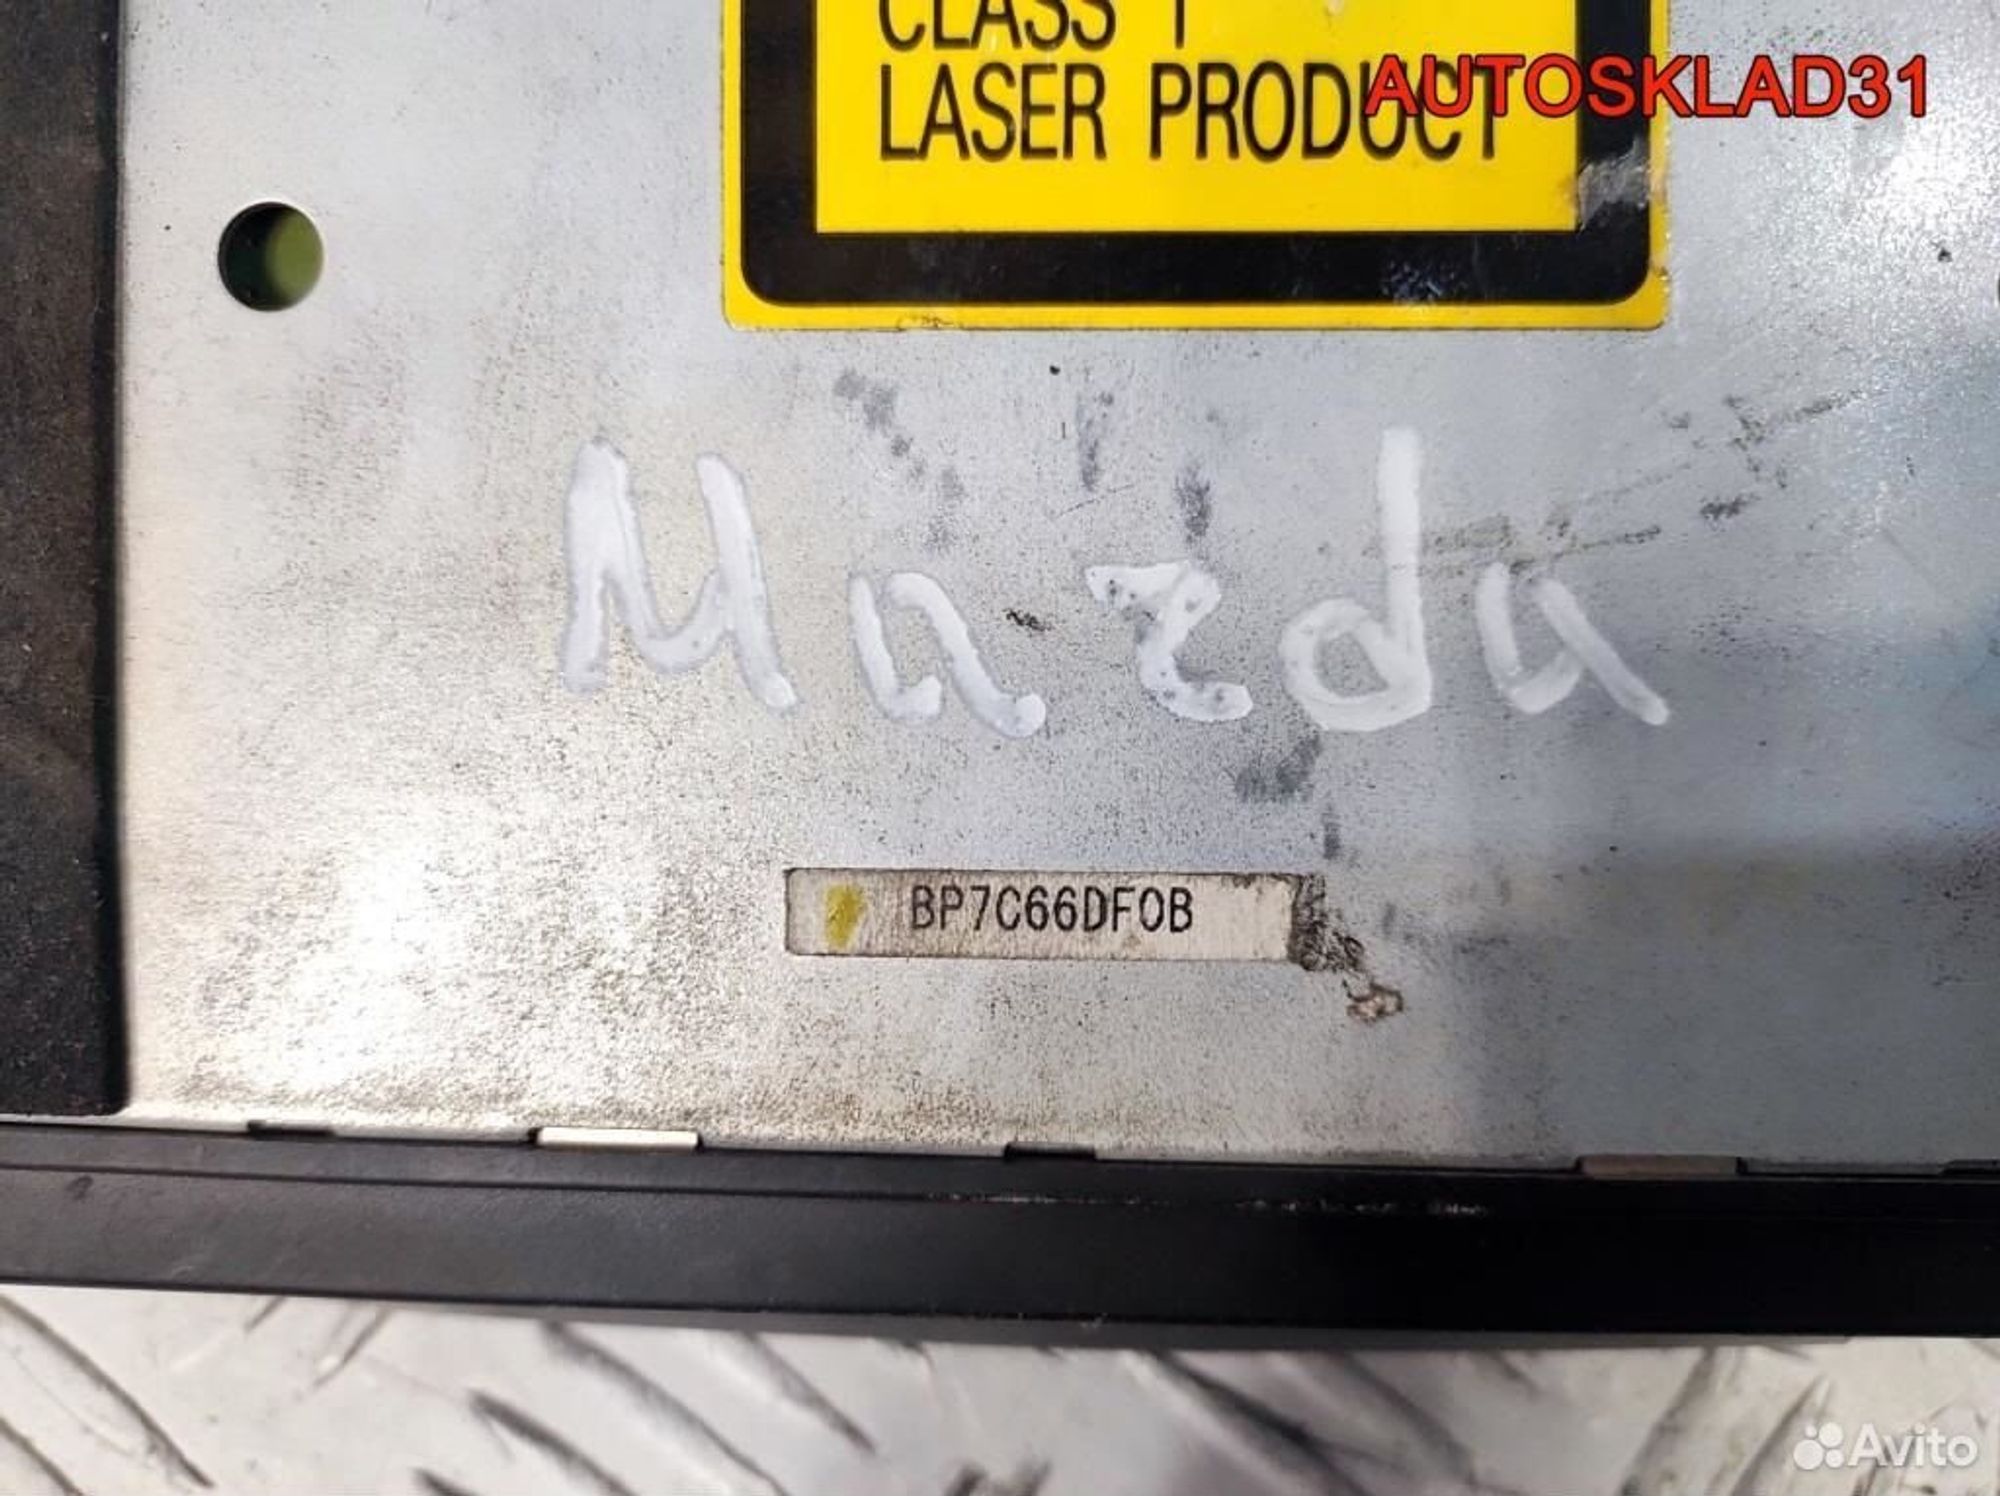 CLASS 1
LASER PRODUCT
AUTOSKLAD31
Mazda
BP7C66DF0B
Avito